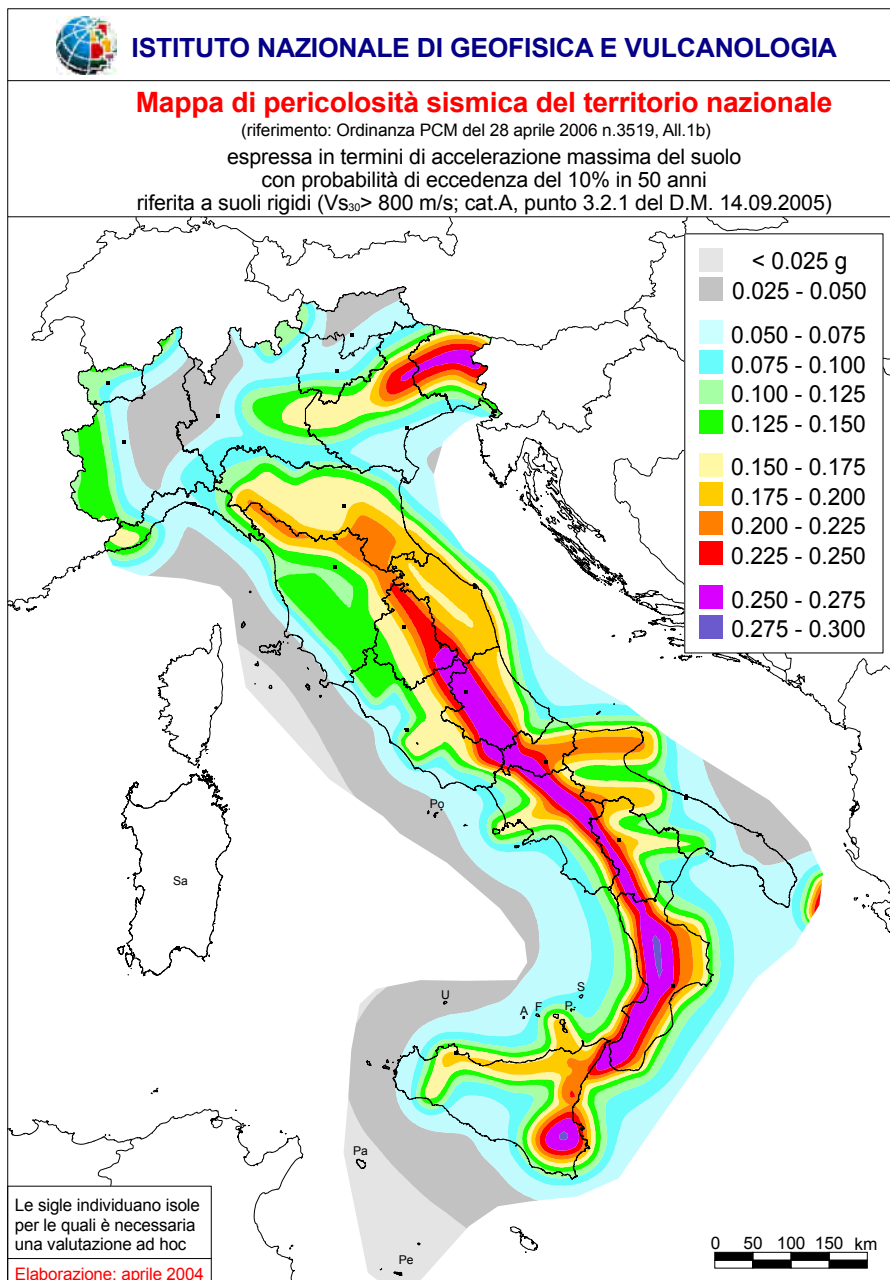 ISTITUTO NAZIONALE DI GEOFISICA E VULCANOLOGIA
Mappa di pericolosità sismica del territorio nazionale
(riferimento: Ordinanza PCM del 28 aprile 2006 n.3519, All.1b)
espressa in termini di accelerazione massima del suolo
con probabilità di eccedenza del 10% in 50 anni
riferita a suoli rigidi (Vs₃₀> 800 m/s; cat.A, punto 3.2.1 del D.M. 14.09.2005)
< 0.025 g
0.025 - 0.050
0.050 - 0.075
0.075 - 0.100
0.100 - 0.125
0.125 - 0.150
0.150 - 0.175
0.175 - 0.200
0.200 - 0.225
0.225 - 0.250
0.250 - 0.275
0.275 - 0.300
Po
Sa
U
A
F
P
S
Pa
Pe
Le sigle individuano isole
per le quali è necessaria
una valutazione ad hoc
Elaborazione: aprile 2004
0 50 100 150 km